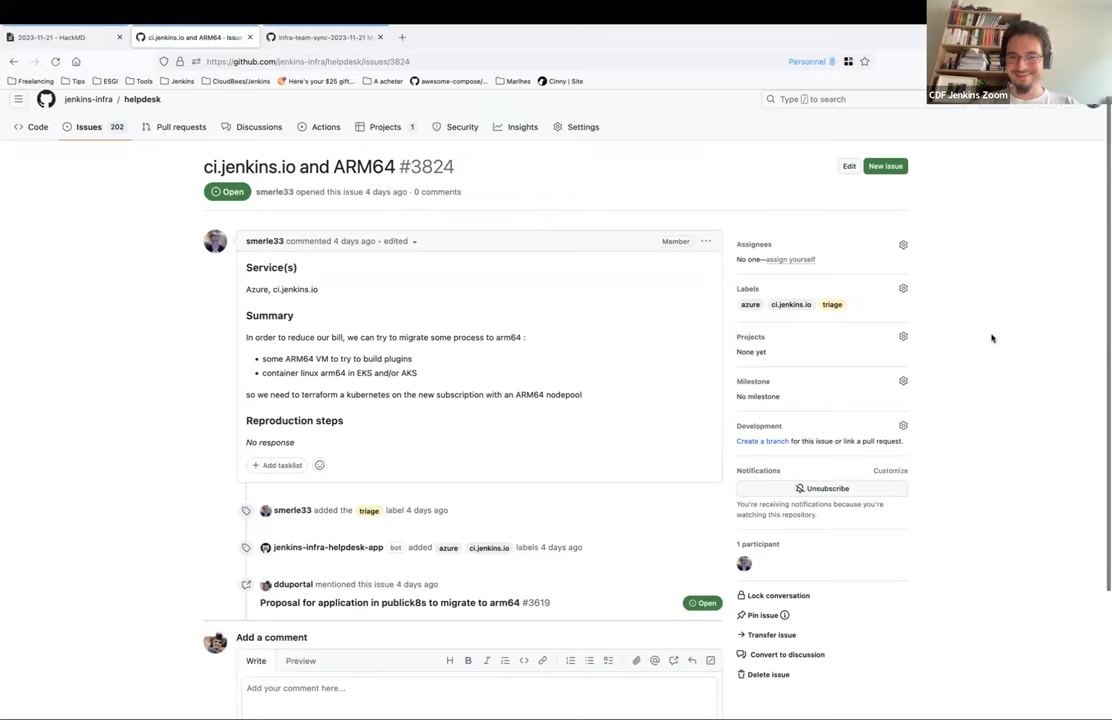 2023-11-21 - HackMD
ci.jenkins.io and ARM64 · Issu
infra-team-sync-2023-11-21 M
https://github.com/jenkins-infra/helpdesk/issues/3824
Personnel
Freelancing
Tips
ESGI
Tools
Jenkins
CloudBees/Jenkins
Here's your $25 gift...
A acheter
awesome-compose/...
Marlhes
Cinny | Site
CDF Jenkins Zoom
jenkins-infra / helpdesk
Type / to search
Code
Issues 202
Pull requests
Discussions
Actions
Projects 1
Security
Insights
Settings
ci.jenkins.io and ARM64 #3824
Edit
New issue
Open
smerle33 opened this issue 4 days ago · 0 comments
smerle33 commented 4 days ago • edited
Member
Service(s)
Azure, ci.jenkins.io
Summary
In order to reduce our bill, we can try to migrate some process to arm64 :
• some ARM64 VM to try to build plugins
• container linux arm64 in EKS and/or AKS
so we need to terraform a kubernetes on the new subscription with an ARM64 nodepool
Reproduction steps
No response
+ Add tasklist
smerle33 added the triage label 4 days ago
jenkins-infra-helpdesk-app bot added azure ci.jenkins.io labels 4 days ago
dduportal mentioned this issue 4 days ago
Proposal for application in publick8s to migrate to arm64 #3619
Open
Add a comment
Write
Preview
Add your comment here...
Assignees
No one—assign yourself
Labels
azure ci.jenkins.io triage
Projects
None yet
Milestone
No milestone
Development
Create a branch for this issue or link a pull request.
Notifications
Customize
Unsubscribe
You're receiving notifications because you're
watching this repository.
1 participant
Lock conversation
Pin issue
Transfer issue
Convert to discussion
Delete issue